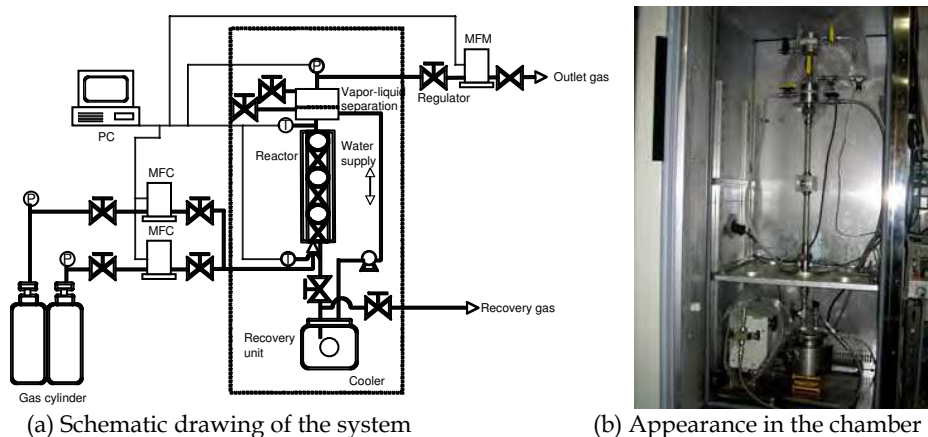 MFM
P
Outlet gas
Vapor-liquid
separation
Regulator
PC
T
Reactor
Water
supply
MFC
P
MFC
P
T
Recovery gas
Recovery
unit
Cooler
Gas cylinder
(a) Schematic drawing of the system
(b) Appearance in the chamber